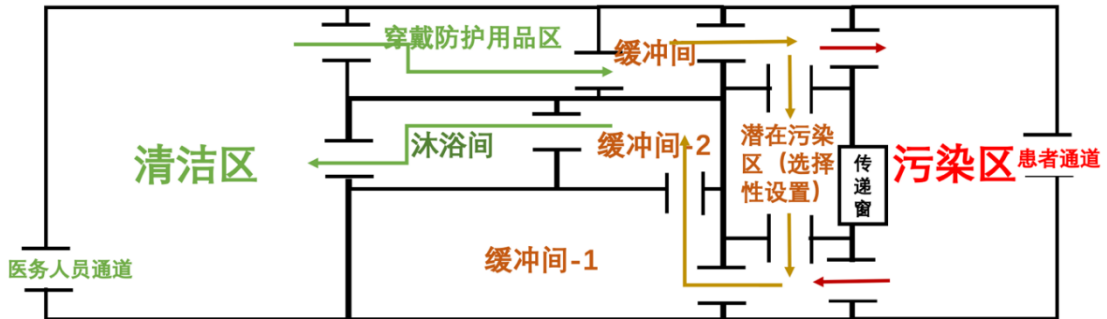 穿戴防护用品区
缓冲间
清洁区
沐浴间
缓冲间-2
潜在污染
区（选择
性设置）
传
递
窗
污染区
患者通道
医务人员通道
缓冲间-1